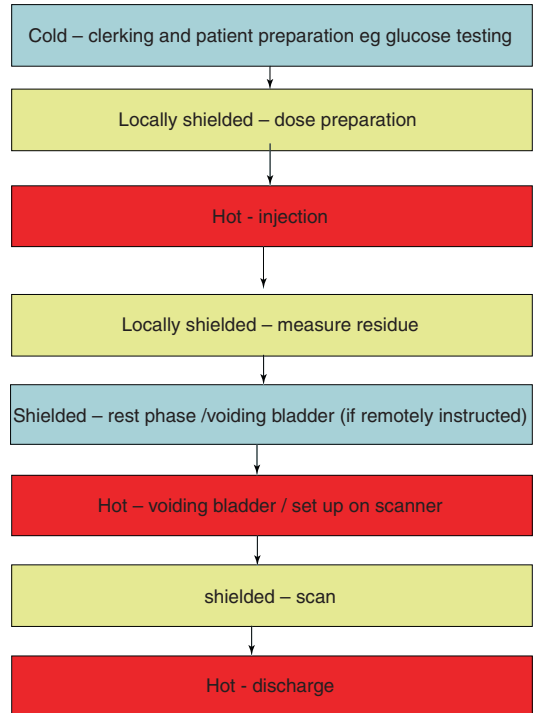 Cold – clerking and patient preparation eg glucose testing
Locally shielded – dose preparation
Hot - injection
Locally shielded – measure residue
Shielded – rest phase /voiding bladder (if remotely instructed)
Hot – voiding bladder / set up on scanner
shielded – scan
Hot - discharge